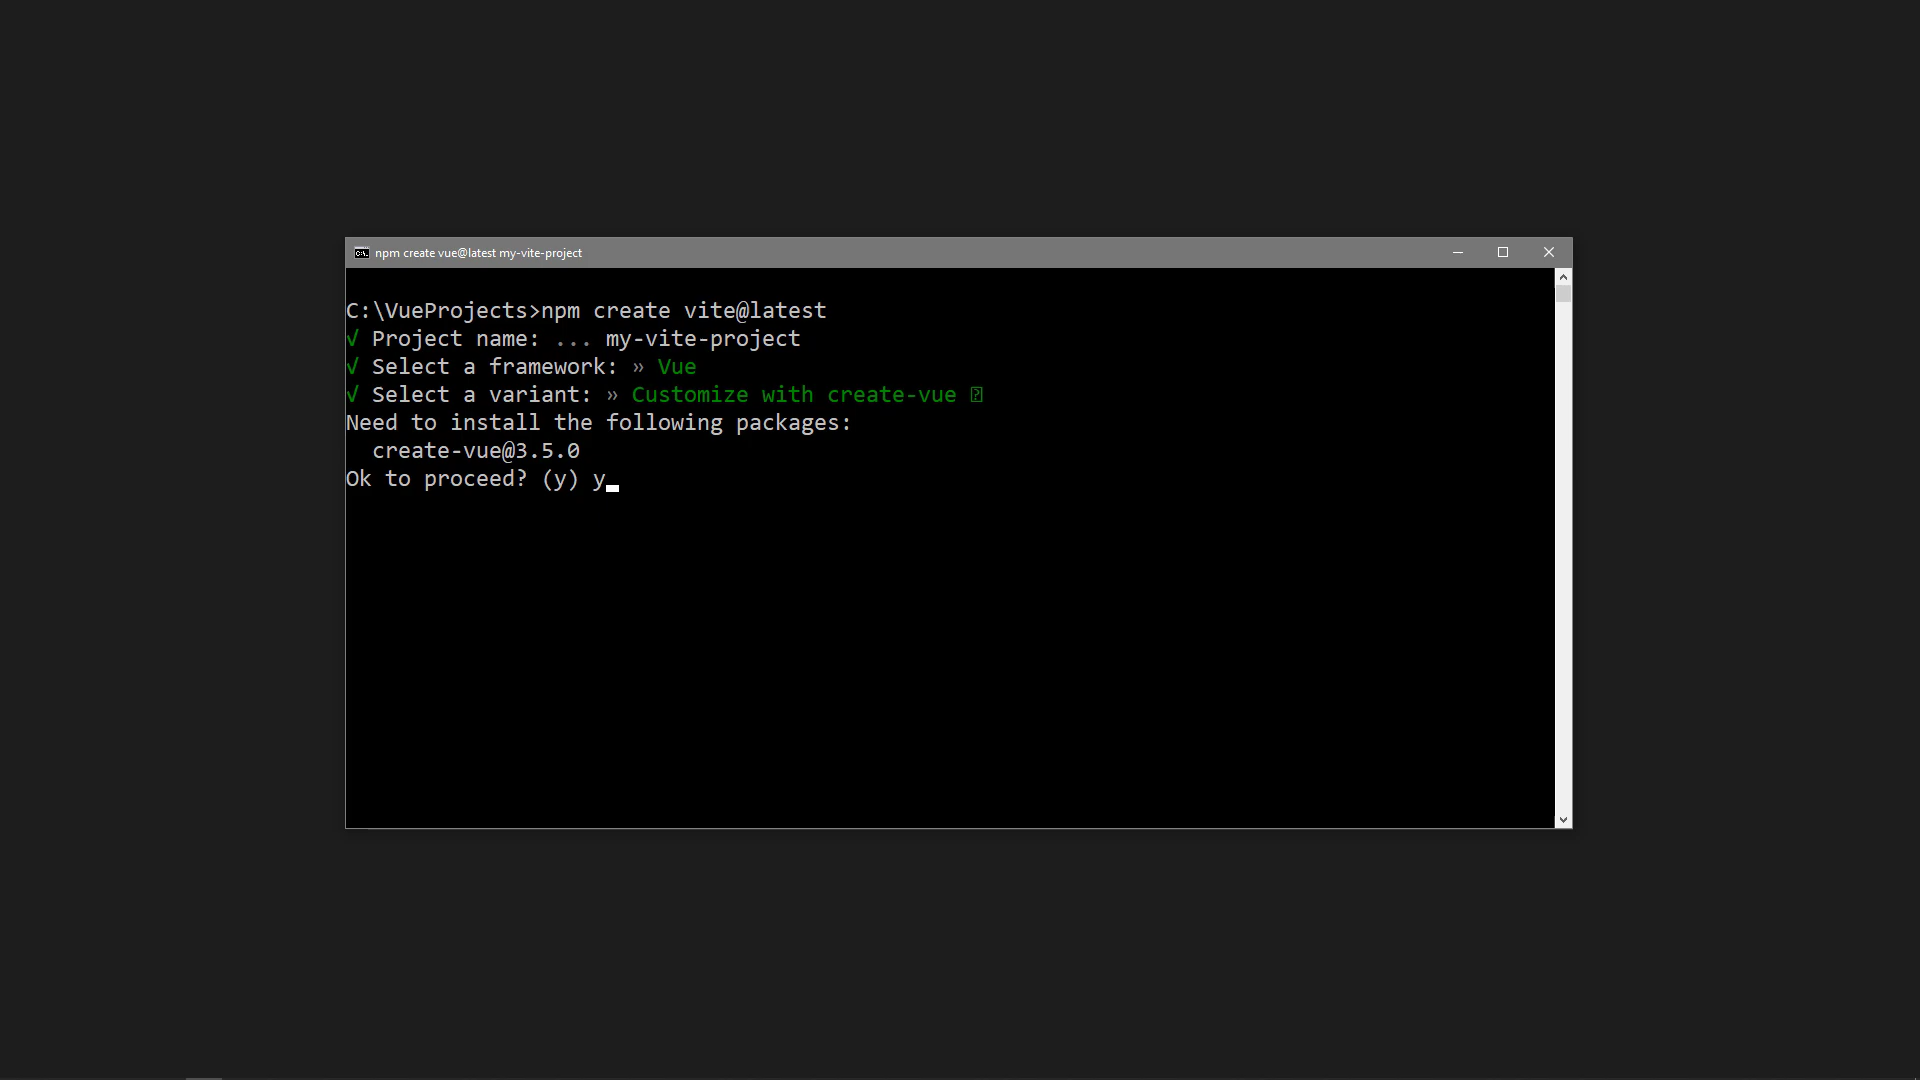 npm create vue@latest my-vite-project
C:\VueProjects>npm create vite@latest
√ Project name: ... my-vite-project
√ Select a framework: » Vue
√ Select a variant: » Customize with create-vue
Need to install the following packages:
  create-vue@3.5.0
Ok to proceed? (y) y